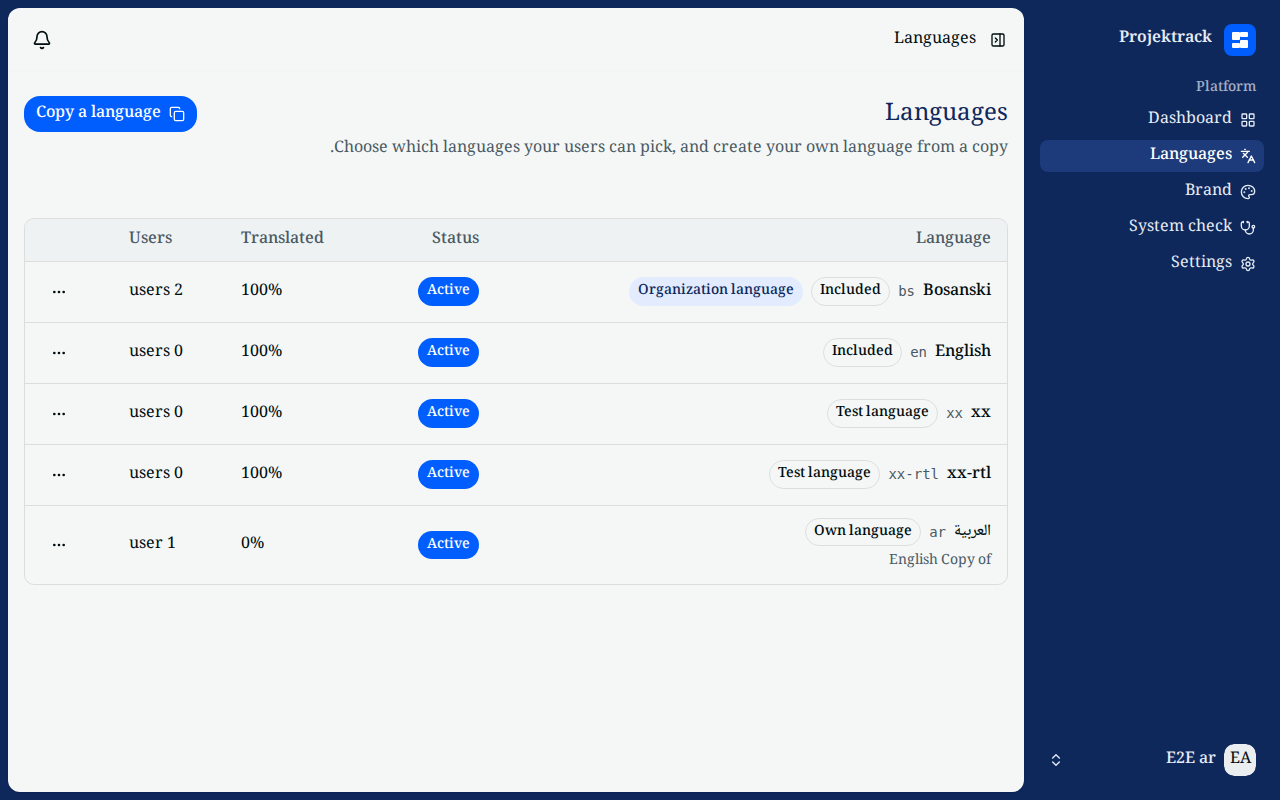 Projektrack
Platform
Dashboard
Languages
Brand
System check
Settings
E2E ar EA
Languages
Languages
Copy a language
.Choose which languages your users can pick, and create your own language from a copy
Language Status Translated Users
Bosanski bs Included Organization language Active 100% users 2
English en Included Active 100% users 0
xx xx Test language Active 100% users 0
xx-rtl xx-rtl Test language Active 100% users 0
العربية ar Own language Active 0% user 1
English Copy of